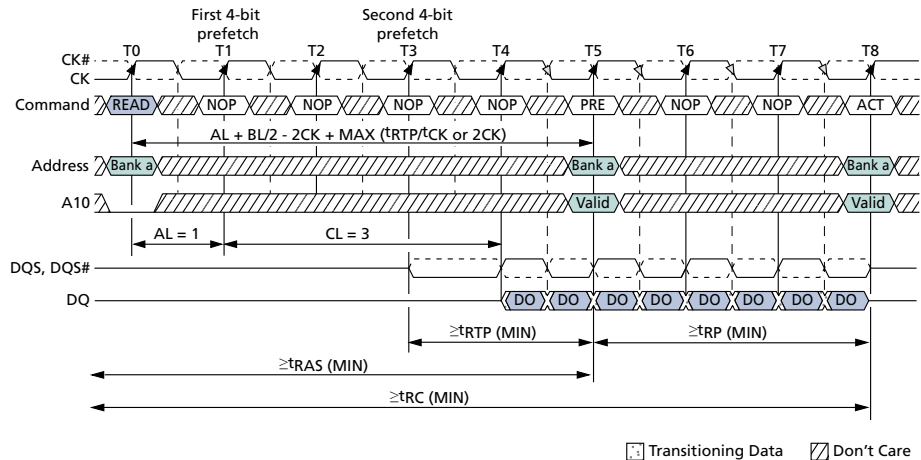 First 4-bit prefetch
Second 4-bit prefetch
T0 T1 T2 T3 T4 T5 T6 T7 T8
CK#
CK
Command READ NOP NOP NOP NOP PRE NOP NOP ACT
AL + BL/2 - 2CK + MAX (tRTP/tCK or 2CK)
Address Bank a Bank a Bank a
A10 Valid Valid
AL = 1 CL = 3
DQS, DQS#
DQ DO DO DO DO DO DO DO DO
≥tRTP (MIN) ≥tRP (MIN)
≥tRAS (MIN)
≥tRC (MIN)
Transitioning Data Don't Care